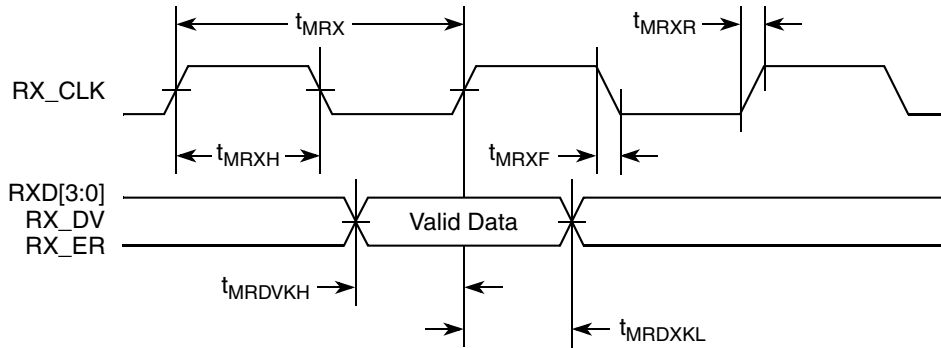 tMRX
tMRXR
RX_CLK
tMRXH
tMRXF
RXD[3:0]
RX_DV
RX_ER
Valid Data
tMRDVKH
tMRDXKL